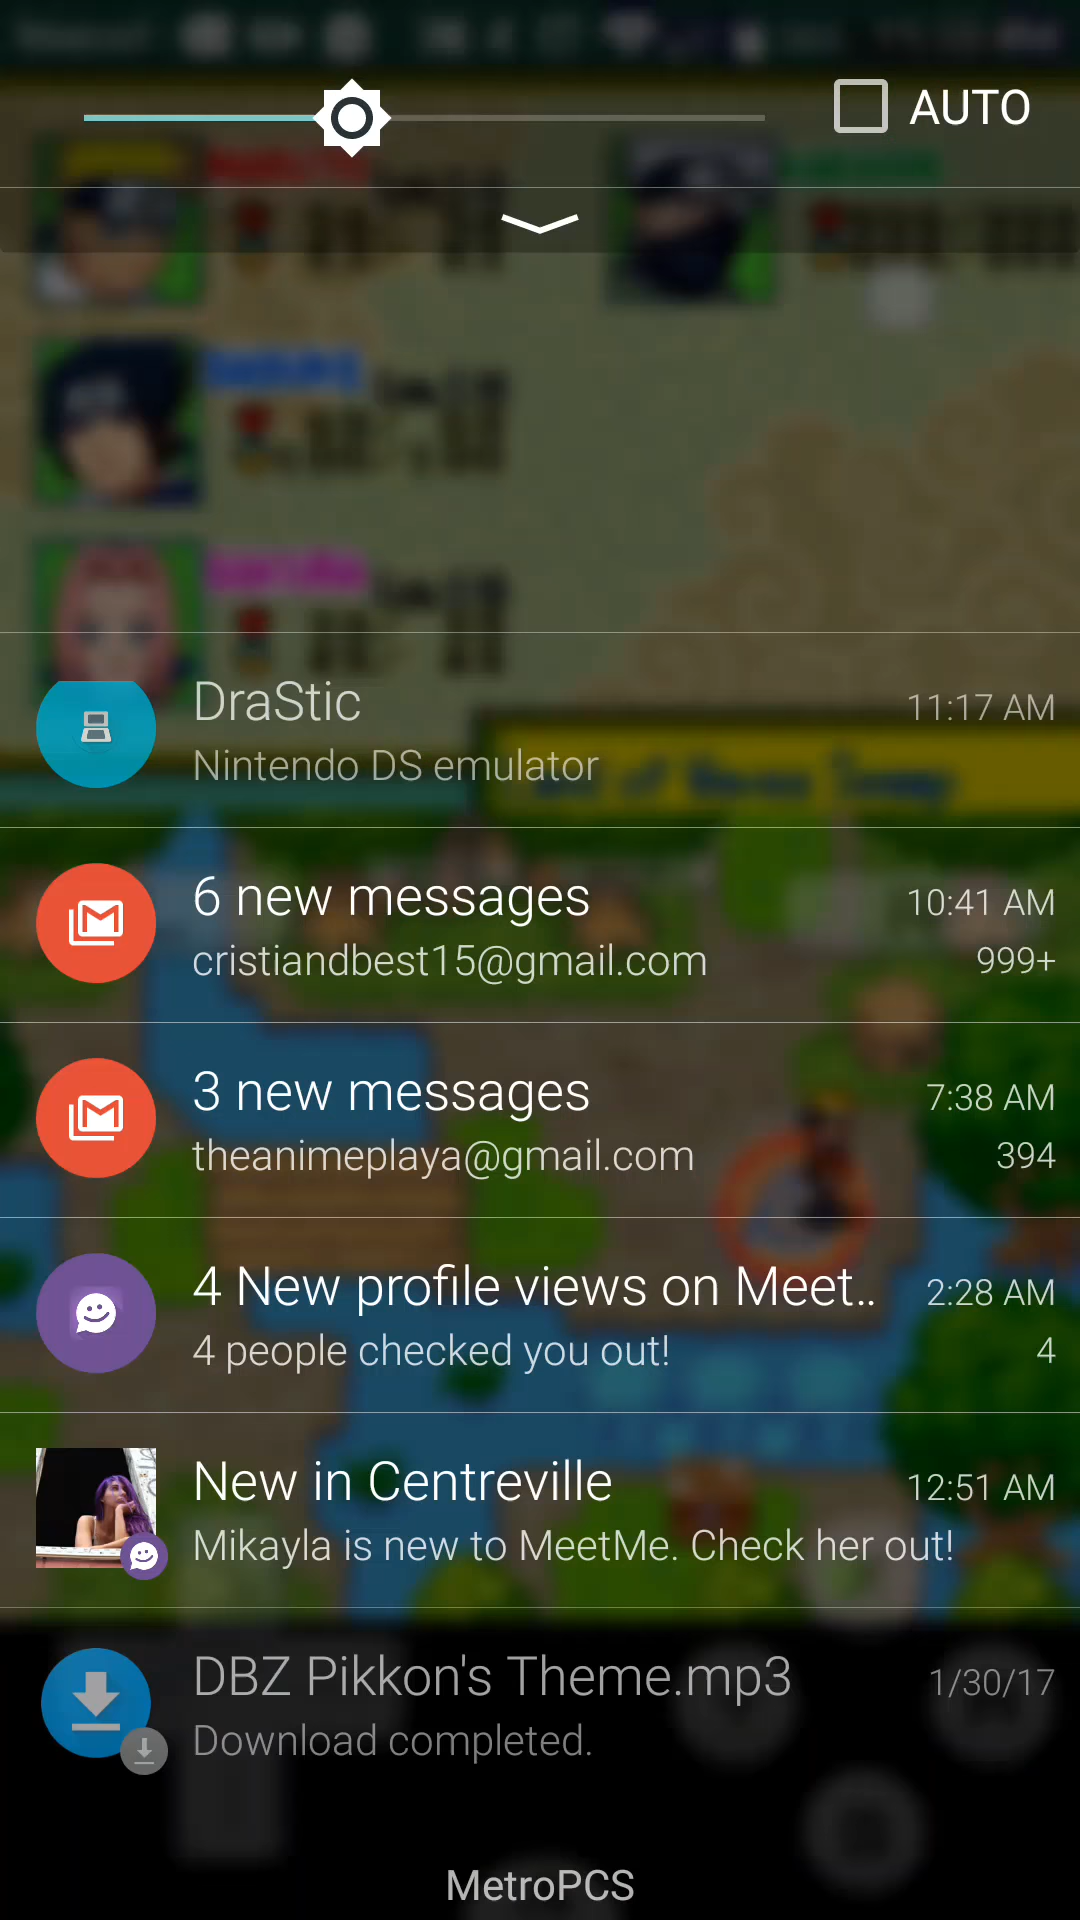 AUTO
DraStic
11:17 AM
Nintendo DS emulator
6 new messages
10:41 AM
cristiandbest15@gmail.com
999+
3 new messages
7:38 AM
theanimeplaya@gmail.com
394
4 New profile views on Meet..
2:28 AM
4 people checked you out!
4
New in Centreville
12:51 AM
Mikayla is new to MeetMe. Check her out!
DBZ Pikkon's Theme.mp3
1/30/17
Download completed.
MetroPCS